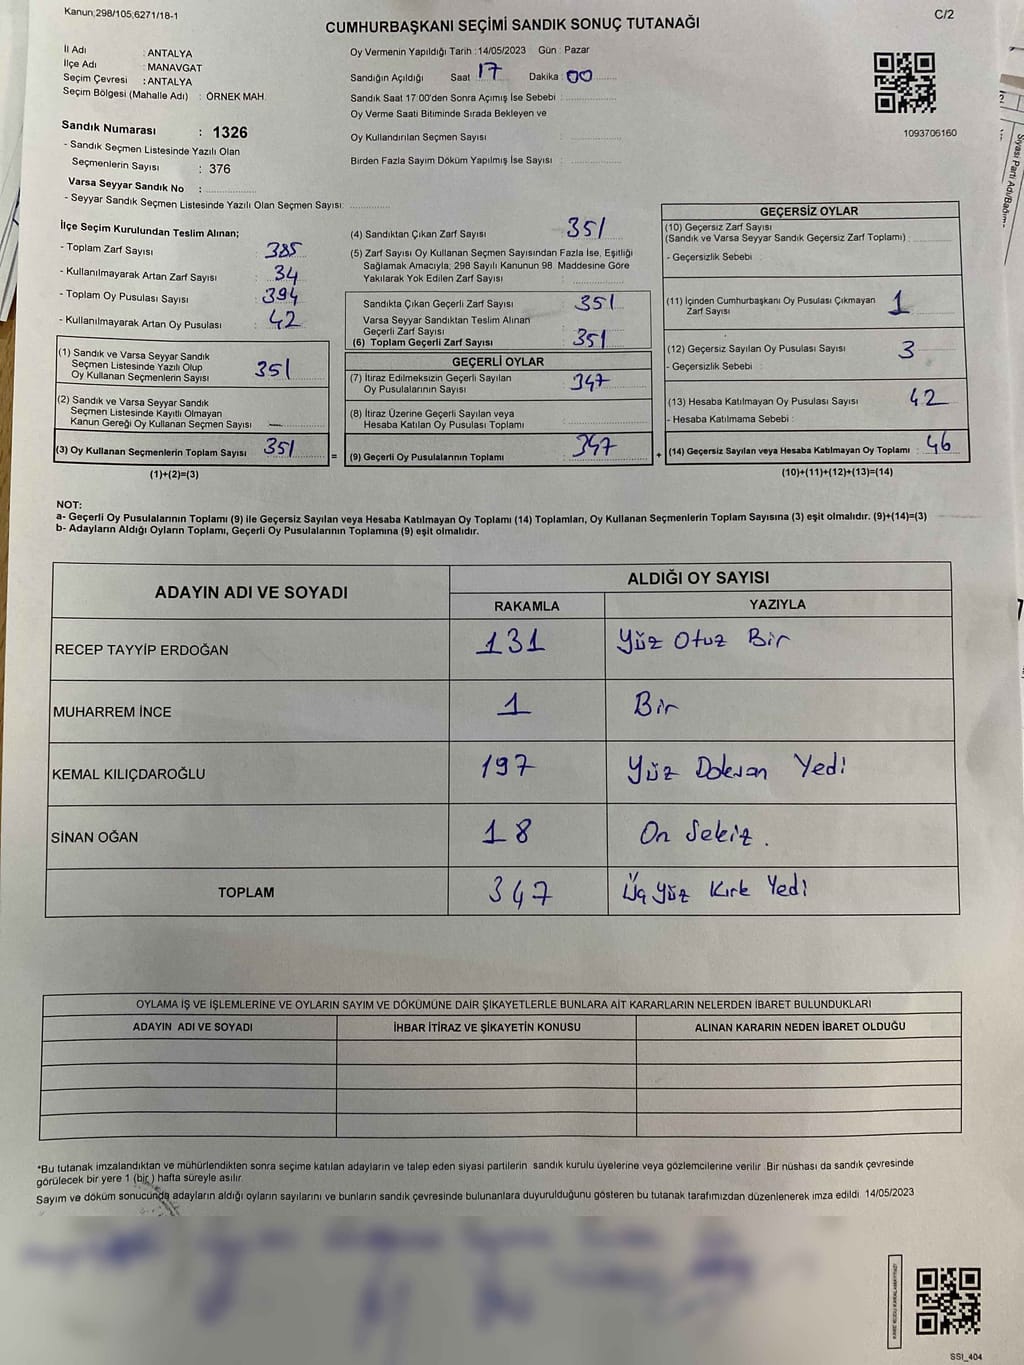 Kanun;298/105;6271/18-1
C/2
CUMHURBAŞKANI SEÇİMİ SANDIK SONUÇ TUTANAĞI
İl Adı : ANTALYA
İlçe Adı : MANAVGAT
Seçim Çevresi : ANTALYA
Seçim Bölgesi (Mahalle Adı) : ÖRNEK MAH.
Oy Vermenin Yapıldığı Tarih :14/05/2023 Gün : Pazar
Sandığın Açıldığı Saat 17 Dakika : 00
Sandık Saat 17:00'den Sonra Açımış İse Sebebi :
Oy Verme Saati Bitiminde Sırada Bekleyen ve
Oy Kullandırılan Seçmen Sayısı :
Birden Fazla Sayım Döküm Yapılmış İse Sayısı :
1093706160
Sandık Numarası : 1326
- Sandık Seçmen Listesinde Yazılı Olan
Seçmenlerin Sayısı : 376
Varsa Seyyar Sandık No :
- Seyyar Sandık Seçmen Listesinde Yazılı Olan Seçmen Sayısı:
İlçe Seçim Kurulundan Teslim Alınan;
- Toplam Zarf Sayısı : 385
- Kullanılmayarak Artan Zarf Sayısı : 34
- Toplam Oy Pusulası Sayısı : 394
- Kullanılmayarak Artan Oy Pusulası : 42
(1) Sandık ve Varsa Seyyar Sandık
Seçmen Listesinde Yazılı Olup
Oy Kullanan Seçmenlerin Sayısı : 351
(2) Sandık ve Varsa Seyyar Sandık
Seçmen Listesinde Kayıtlı Olmayan
Kanun Gereği Oy Kullanan Seçmen Sayısı : —
(3) Oy Kullanan Seçmenlerin Toplam Sayısı : 351
(1)+(2)=(3)
=
(4) Sandıktan Çıkan Zarf Sayısı : 351
(5) Zarf Sayısı Oy Kullanan Seçmen Sayısından Fazla İse, Eşitliği
Sağlamak Amacıyla, 298 Sayılı Kanunun 98. Maddesine Göre
Yakılarak Yok Edilen Zarf Sayısı :
Sandıkta Çıkan Geçerli Zarf Sayısı : 351
Varsa Seyyar Sandıktan Teslim Alınan
Geçerli Zarf Sayısı
(6) Toplam Geçerli Zarf Sayısı : 351
GEÇERLİ OYLAR
(7) İtiraz Edilmeksizin Geçerli Sayılan
Oy Pusulalarının Sayısı : 347
(8) İtiraz Üzerine Geçerli Sayılan veya
Hesaba Katılan Oy Pusulası Toplamı :
(9) Geçerli Oy Pusulalarının Toplamı : 347
+
GEÇERSİZ OYLAR
(10) Geçersiz Zarf Sayısı
(Sandık ve Varsa Seyyar Sandık Geçersiz Zarf Toplamı) :
- Geçersizlik Sebebi :
(11) İçinden Cumhurbaşkanı Oy Pusulası Çıkmayan
Zarf Sayısı : 1
(12) Geçersiz Sayılan Oy Pusulası Sayısı : 3
- Geçersizlik Sebebi :
(13) Hesaba Katılmayan Oy Pusulası Sayısı : 42
- Hesaba Katılmama Sebebi :
(14) Geçersiz Sayılan veya Hesaba Katılmayan Oy Toplamı : 46
(10)+(11)+(12)+(13)=(14)
NOT:
a- Geçerli Oy Pusulalarının Toplamı (9) ile Geçersiz Sayılan veya Hesaba Katılmayan Oy Toplamı (14) Toplamları, Oy Kullanan Seçmenlerin Toplam Sayısına (3) eşit olmalıdır. (9)+(14)=(3)
b- Adayların Aldığı Oyların Toplamı, Geçerli Oy Pusulalarının Toplamına (9) eşit olmalıdır.
ADAYIN ADI VE SOYADI
ALDIĞI OY SAYISI
RAKAMLA YAZIYLA
RECEP TAYYİP ERDOĞAN 131 Yüz Otuz Bir
MUHARREM İNCE 1 Bir
KEMAL KILIÇDAROĞLU 197 Yüz Doksan Yedi
SİNAN OĞAN 18 On Sekiz.
TOPLAM 347 Üç Yüz Kırk Yedi
OYLAMA İŞ VE İŞLEMLERİNE VE OYLARIN SAYIM VE DÖKÜMÜNE DAİR ŞİKAYETLERLE BUNLARA AİT KARARLARIN NELERDEN İBARET BULUNDUKLARI
ADAYIN ADI VE SOYADI İHBAR İTİRAZ VE ŞİKAYETİN KONUSU ALINAN KARARIN NEDEN İBARET OLDUĞU
*Bu tutanak imzalandıktan ve mühürlendikten sonra seçime katılan adayların ve talep eden siyasi partilerin sandık kurulu üyelerine veya gözlemcilerine verilir. Bir nüshası da sandık çevresinde
görülecek bir yere 1 (bir ) hafta süreyle asılır.
Sayım ve döküm sonucunda adayların aldığı oyların sayılarını ve bunların sandık çevresinde bulunanlara duyurulduğunu gösteren bu tutanak tarafımızdan düzenlenerek imza edildi. 14/05/2023
SSI_404
Siyasi Parti Adı/Bağımsız